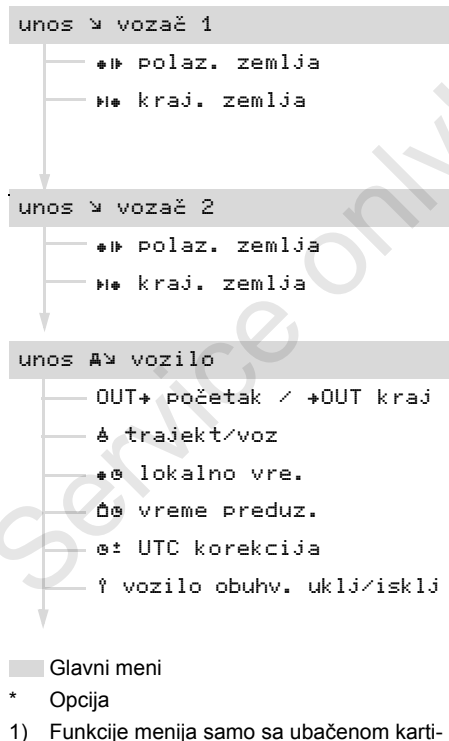 unos vozač 1
polaz. zemlja
kraj. zemlja
unos vozač 2
polaz. zemlja
kraj. zemlja
unos vozilo
OUT→ početak / →OUT kraj
trajekt/voz
lokalno vre.
vreme preduz.
UTC korekcija
vozilo obuhv. uklj/isklj
Glavni meni
* Opcija
1) Funkcije menija samo sa ubačenom karti-
Service only!